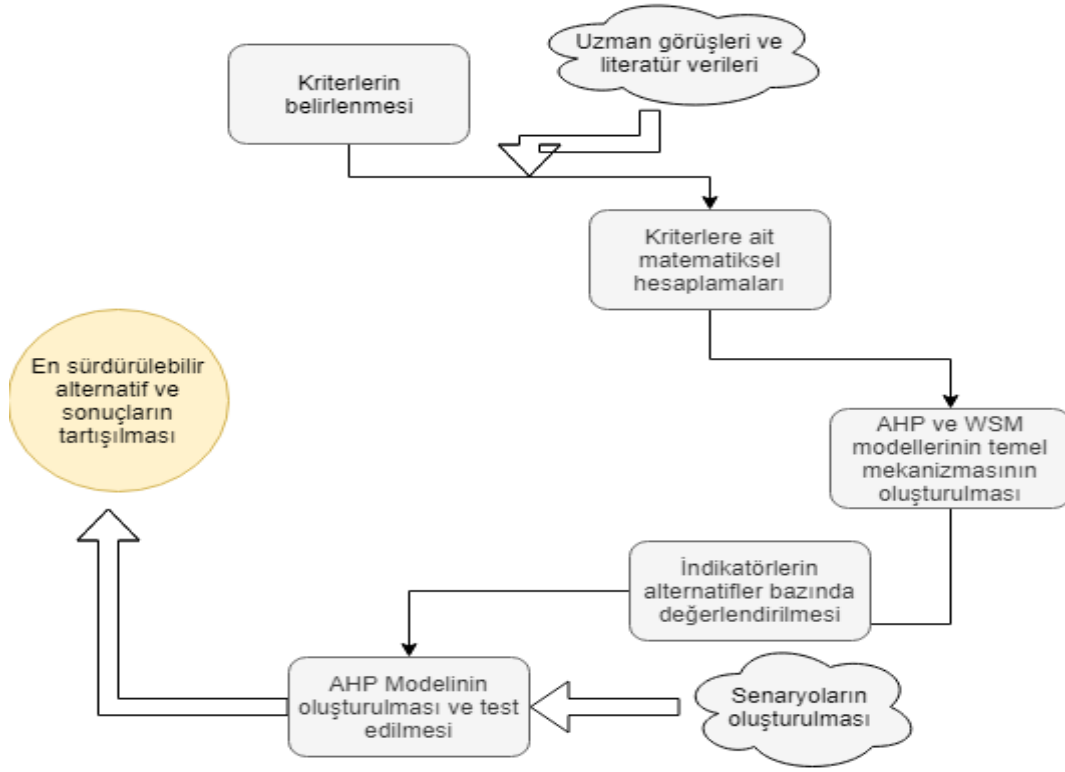 Uzman görüşleri ve
literatür verileri
Kriterlerin
belirlenmesi
Kriterlere ait
matematiksel
hesaplamaları
En sürdürülebilir
alternatif ve
sonuçların
tartışılması
AHP ve WSM
modellerinin temel
mekanizmasının
oluşturulması
İndikatörlerin
alternatifler bazında
değerlendirilmesi
AHP Modelinin
oluşturulması ve test
edilmesi
Senaryoların
oluşturulması